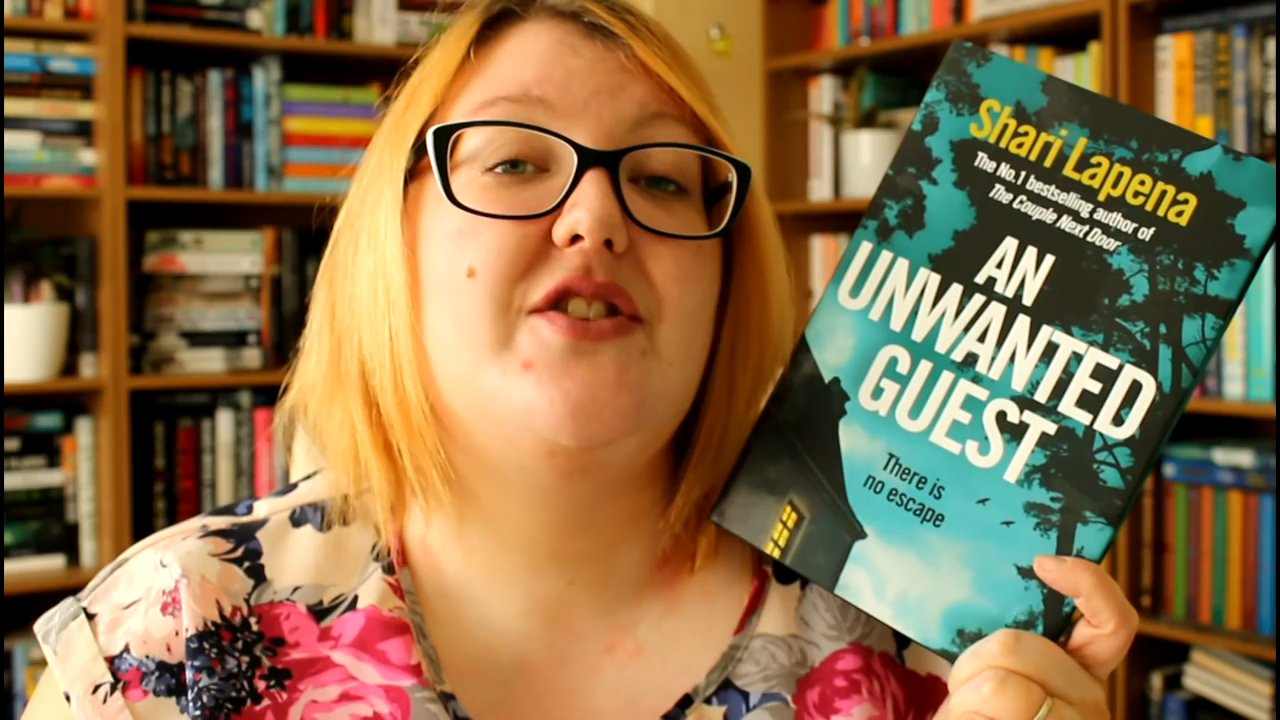 Shari Lapena
The No.1 bestselling author of
The Couple Next Door
AN
UNWANTED
GUEST
There is
no escape